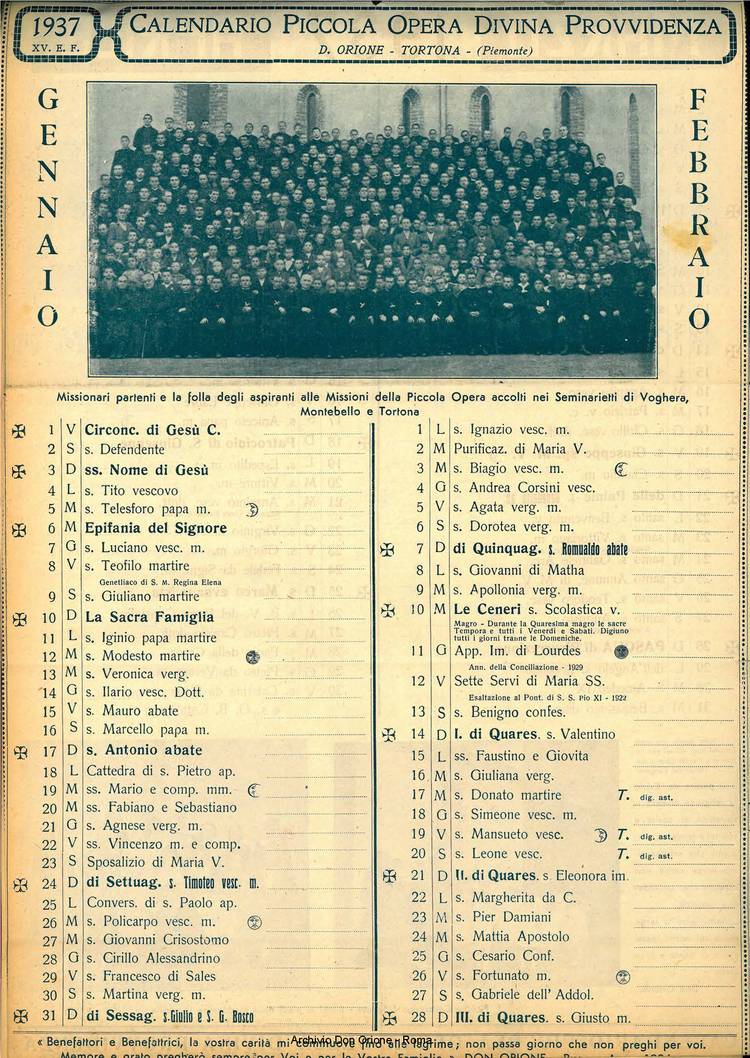 1937
XV. E. F.
CALENDARIO PICCOLA OPERA DIVINA PROVVIDENZA
D. ORIONE - TORTONA - (Piemonte)
GENNAIO
FEBBRAIO
Missionari partenti e la folla degli aspiranti alle Missioni della Piccola Opera accolti nei Seminarietti di Voghera,
Montebello e Tortona
✠ 1 V Circonc. di Gesù C.
2 S s. Defendente
✠ 3 D ss. Nome di Gesù
4 L s. Tito vescovo
5 M s. Telesforo papa m.
✠ 6 M Epifania del Signore
7 G s. Luciano vesc. m.
8 V s. Teofilo martire
Genetliaco di S. M. Regina Elena
9 S s. Giuliano martire
✠ 10 D La Sacra Famiglia
11 L s. Iginio papa martire
12 M s. Modesto martire
13 M s. Veronica verg.
14 G s. Ilario vesc. Dott.
15 V s. Mauro abate
16 S s. Marcello papa m.
✠ 17 D s. Antonio abate
18 L Cattedra di s. Pietro ap.
19 M ss. Mario e comp. mm.
20 M ss. Fabiano e Sebastiano
21 G s. Agnese verg. m.
22 V ss. Vincenzo m. e comp.
23 S Sposalizio di Maria V.
✠ 24 D di Settuag. s. Timoteo vesc. m.
25 L Convers. di s. Paolo ap.
26 M s. Policarpo vesc. m.
27 M s. Giovanni Crisostomo
28 G s. Cirillo Alessandrino
29 V s. Francesco di Sales
30 S s. Martina verg. m.
✠ 31 D di Sessag. s. Giulio e S. G. Bosco
1 L s. Ignazio vesc. m.
2 M Purificaz. di Maria V.
3 M s. Biagio vesc. m.
4 G s. Andrea Corsini vesc.
5 V s. Agata verg. m.
6 S s. Dorotea verg. m.
✠ 7 D di Quinquag. s. Romualdo abate
8 L s. Giovanni di Matha
9 M s. Apollonia verg. m.
✠ 10 M Le Ceneri s. Scolastica v.
Magro - Durante la Quaresima magro le sacre
Tempora e tutti i Venerdì e Sabati. Digiuno
tutti i giorni tranne le Domeniche.
11 G App. Im. di Lourdes
Ann. della Conciliazione - 1929
12 V Sette Servi di Maria SS.
Esaltazione al Pont. di S. S. Pio XI - 1922
13 S s. Benigno confes.
✠ 14 D I. di Quares. s. Valentino
15 L ss. Faustino e Giovita
16 M s. Giuliana verg.
17 M s. Donato martire T. dig. ast.
18 G s. Simeone vesc. m.
19 V s. Mansueto vesc. T. dig. ast.
20 S s. Leone vesc. T. dig. ast.
✠ 21 D II. di Quares. s. Eleonora im.
22 L s. Margherita da C.
23 M s. Pier Damiani
24 M s. Mattia Apostolo
25 G s. Cesario Conf.
26 V s. Fortunato m.
27 S s. Gabriele dell' Addol.
✠ 28 D III. di Quares. s. Giusto m.
Archivio Don Orione - Roma
« Benefattori e Benefattrici, la vostra carità mi commuove fino alle lagrime; non passa giorno che non preghi per voi.